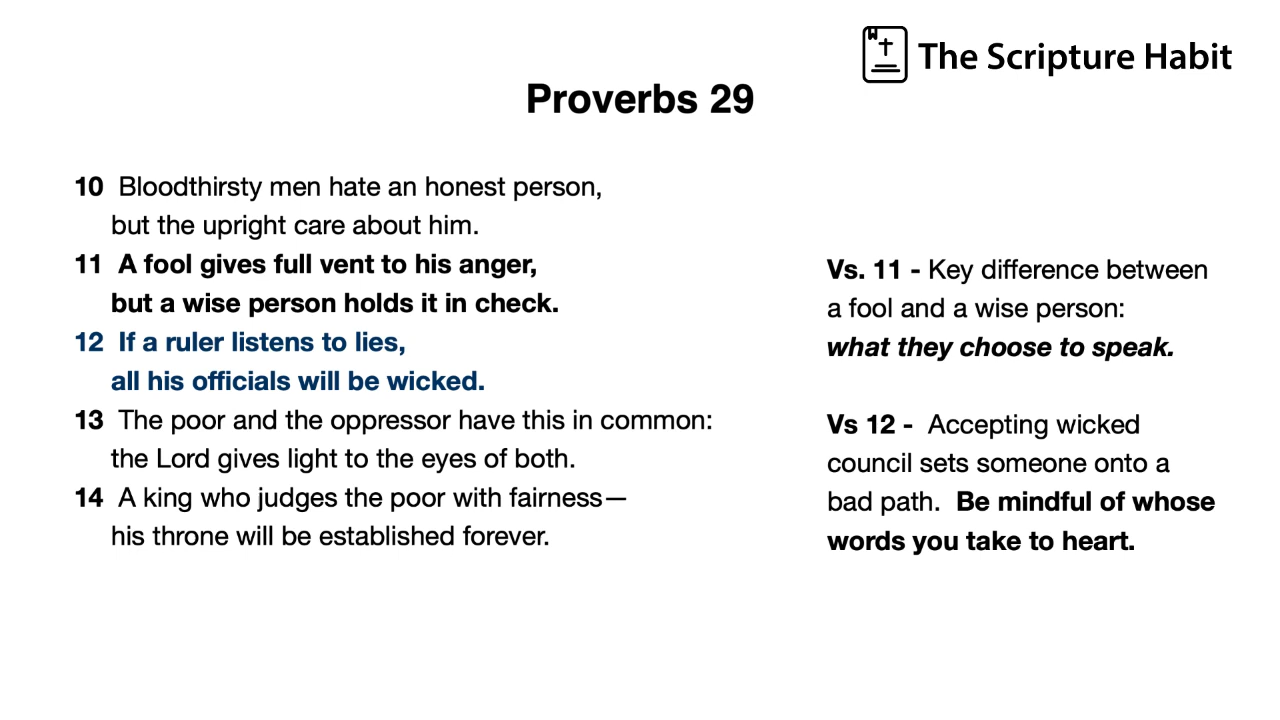 The Scripture Habit
Proverbs 29
10 Bloodthirsty men hate an honest person,
but the upright care about him.
11 A fool gives full vent to his anger,
but a wise person holds it in check.
12 If a ruler listens to lies,
all his officials will be wicked.
13 The poor and the oppressor have this in common:
the Lord gives light to the eyes of both.
14 A king who judges the poor with fairness—
his throne will be established forever.
Vs. 11 - Key difference between
a fool and a wise person:
what they choose to speak.
Vs 12 - Accepting wicked
council sets someone onto a
bad path. Be mindful of whose
words you take to heart.